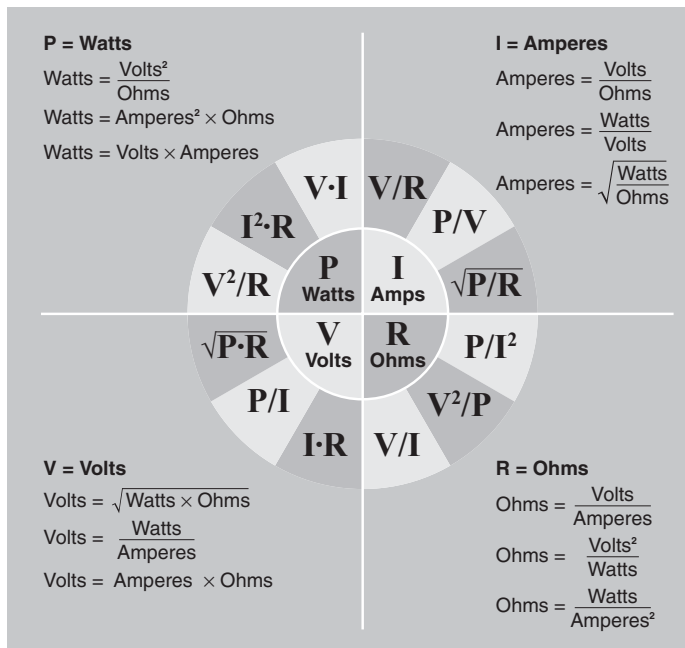 P = Watts
Watts = Volts²
Ohms
Watts = Amperes² × Ohms
Watts = Volts × Amperes
I = Amperes
Amperes = Volts
Ohms
Amperes = Watts
Volts
Amperes = √Watts
Ohms
V·I
V/R
I²·R
P/V
V²/R
√P/R
P
Watts
I
Amps
V
Volts
R
Ohms
√P·R
P/I²
P/I
V²/P
I·R
V/I
V = Volts
Volts = √Watts × Ohms
Volts = Watts
Amperes
Volts = Amperes × Ohms
R = Ohms
Ohms = Volts
Amperes
Ohms = Volts²
Watts
Ohms = Watts
Amperes²